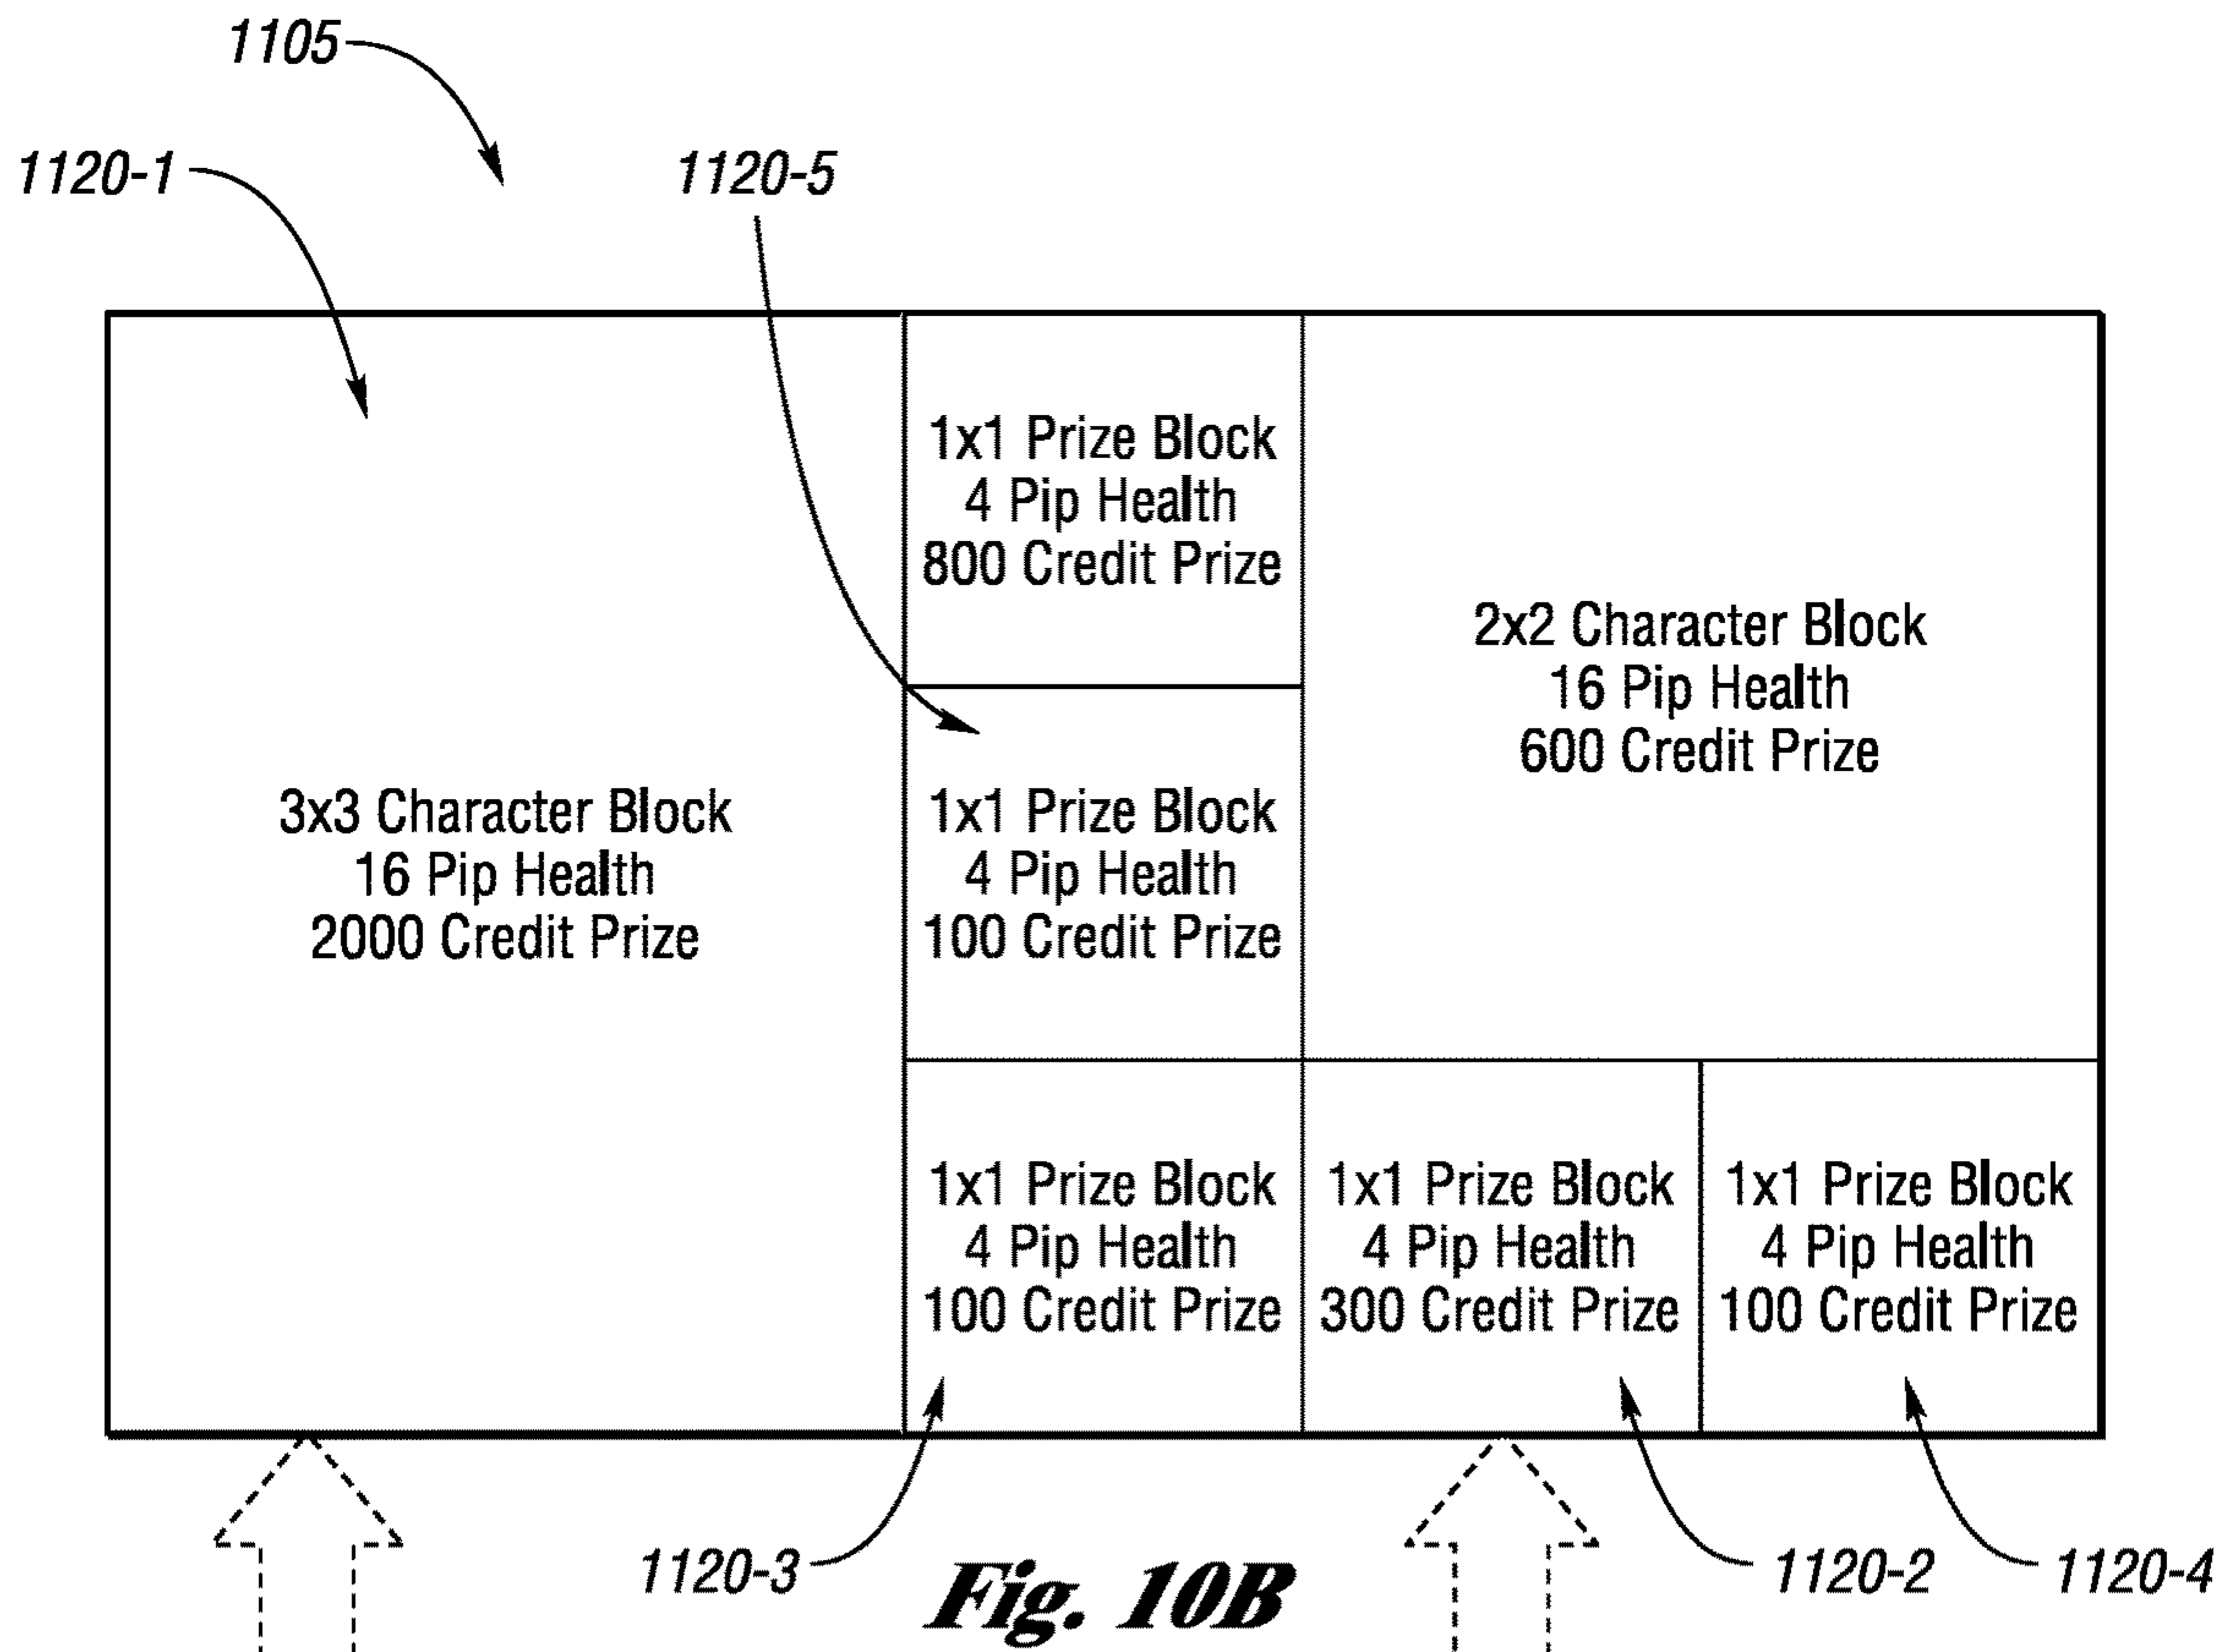 1105
1120-1
1120-5
1x1 Prize Block
4 Pip Health
800 Credit Prize
2x2 Character Block
16 Pip Health
600 Credit Prize
3x3 Character Block
16 Pip Health
2000 Credit Prize
1x1 Prize Block
4 Pip Health
100 Credit Prize
1x1 Prize Block
4 Pip Health
100 Credit Prize
1x1 Prize Block
4 Pip Health
300 Credit Prize
1x1 Prize Block
4 Pip Health
100 Credit Prize
1120-3
Fig. 10B
1120-2
1120-4